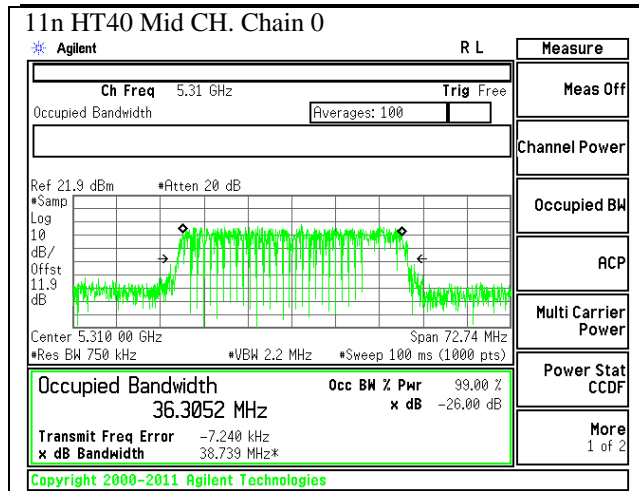 11n HT40 Mid CH. Chain 0
Agilent R L Measure
Ch Freq 5.31 GHz Trig Free
Meas Off
Occupied Bandwidth Averages: 100
Channel Power
Ref 21.9 dBm #Atten 20 dB
#Samp
Log
10
dB/
Offst
11.9
dB
Occupied BW
ACP
Multi Carrier
Power
Center 5.310 00 GHz Span 72.74 MHz
#Res BW 750 kHz #VBW 2.2 MHz #Sweep 100 ms (1000 pts)
Power Stat
CCDF
Occupied Bandwidth Occ BW % Pwr 99.00 %
36.3052 MHz x dB -26.00 dB
Transmit Freq Error -7.240 kHz
x dB Bandwidth 38.739 MHz*
More
1 of 2
Copyright 2000-2011 Agilent Technologies